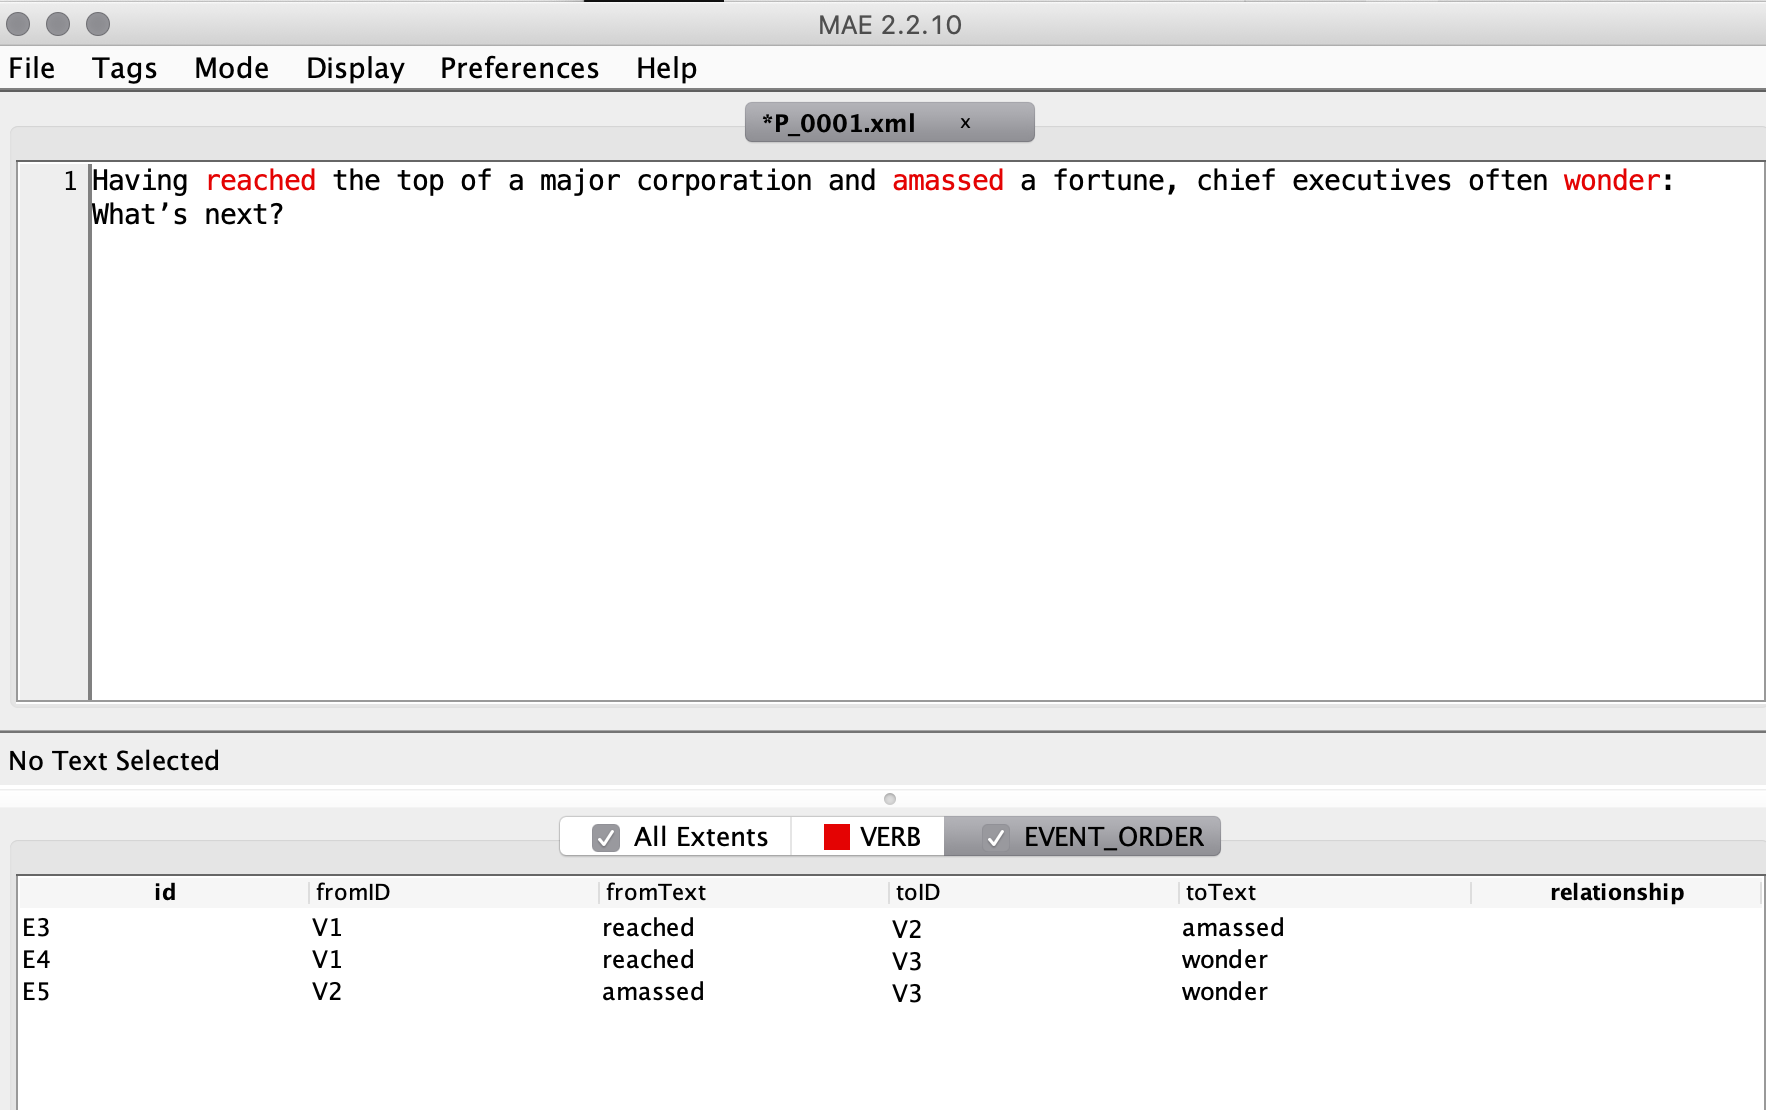 MAE 2.2.10
File Tags Mode Display Preferences Help
*P_0001.xml x
1 Having reached the top of a major corporation and amassed a fortune, chief executives often wonder:
What’s next?
No Text Selected
All Extents VERB EVENT_ORDER
id fromID fromText toID toText relationship
E3 V1 reached V2 amassed
E4 V1 reached V3 wonder
E5 V2 amassed V3 wonder